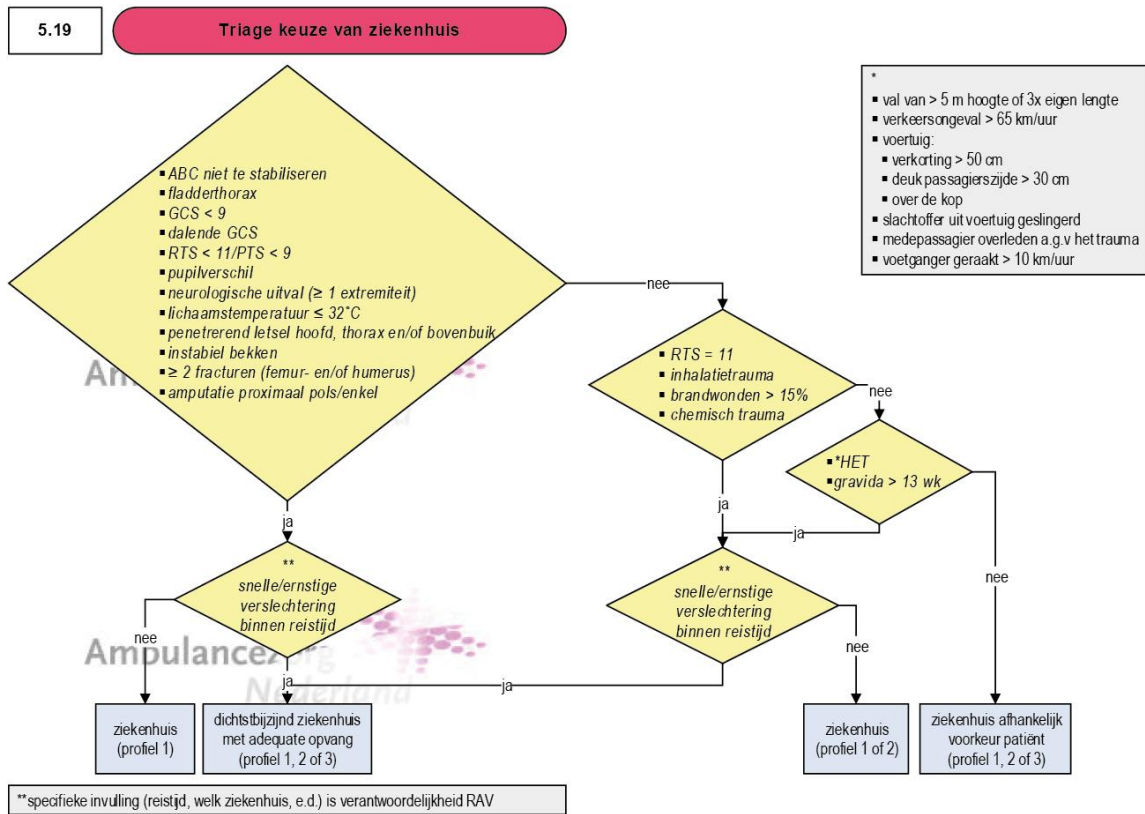 5.19
Triage keuze van ziekenhuis
*
▪ val van > 5 m hoogte of 3x eigen lengte
▪ verkeersongeval > 65 km/uur
▪ voertuig:
▪ verkorting > 50 cm
▪ deuk passagierszijde > 30 cm
▪ over de kop
▪ slachtoffer uit voertuig geslingerd
▪ medepassagier overleden a.g.v het trauma
▪ voetganger geraakt > 10 km/uur
▪ ABC niet te stabiliseren
▪ fladderthorax
▪ GCS < 9
▪ dalende GCS
▪ RTS < 11/PTS < 9
▪ pupilverschil
▪ neurologische uitval (≥ 1 extremiteit)
▪ lichaamstemperatuur ≤ 32°C
▪ penetrerend letsel hoofd, thorax en/of bovenbuik
▪ instabiel bekken
▪ ≥ 2 fracturen (femur- en/of humerus)
▪ amputatie proximaal pols/enkel
nee
▪ RTS = 11
▪ inhalatietrauma
▪ brandwonden > 15%
▪ chemisch trauma
nee
▪ *HET
▪ gravida > 13 wk
ja
ja
ja
nee
**
snelle/ernstige
verslechtering
binnen reistijd
**
snelle/ernstige
verslechtering
binnen reistijd
nee
nee
ja
ja
AmbulanceZorg
Nederland
ziekenhuis
(profiel 1)
dichtstbijzijnd ziekenhuis
met adequate opvang
(profiel 1, 2 of 3)
ziekenhuis
(profiel 1 of 2)
ziekenhuis afhankelijk
voorkeur patiënt
(profiel 1, 2 of 3)
**specifieke invulling (reistijd, welk ziekenhuis, e.d.) is verantwoordelijkheid RAV